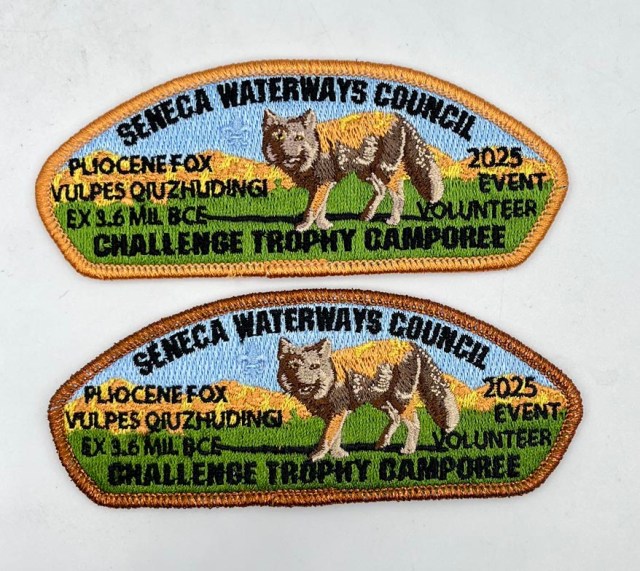 SENECA WATERWAYS COUNCIL
PLIOCENE FOX
VULPES QIUZHUDINGI
EX 3.6 MIL BCE
2025
EVENT
VOLUNTEER
CHALLENGE TROPHY CAMPOREE
SENECA WATERWAYS COUNCIL
PLIOCENE FOX
VULPES QIUZHUDINGI
EX 3.6 MIL BCE
2025
EVENT
VOLUNTEER
CHALLENGE TROPHY CAMPOREE